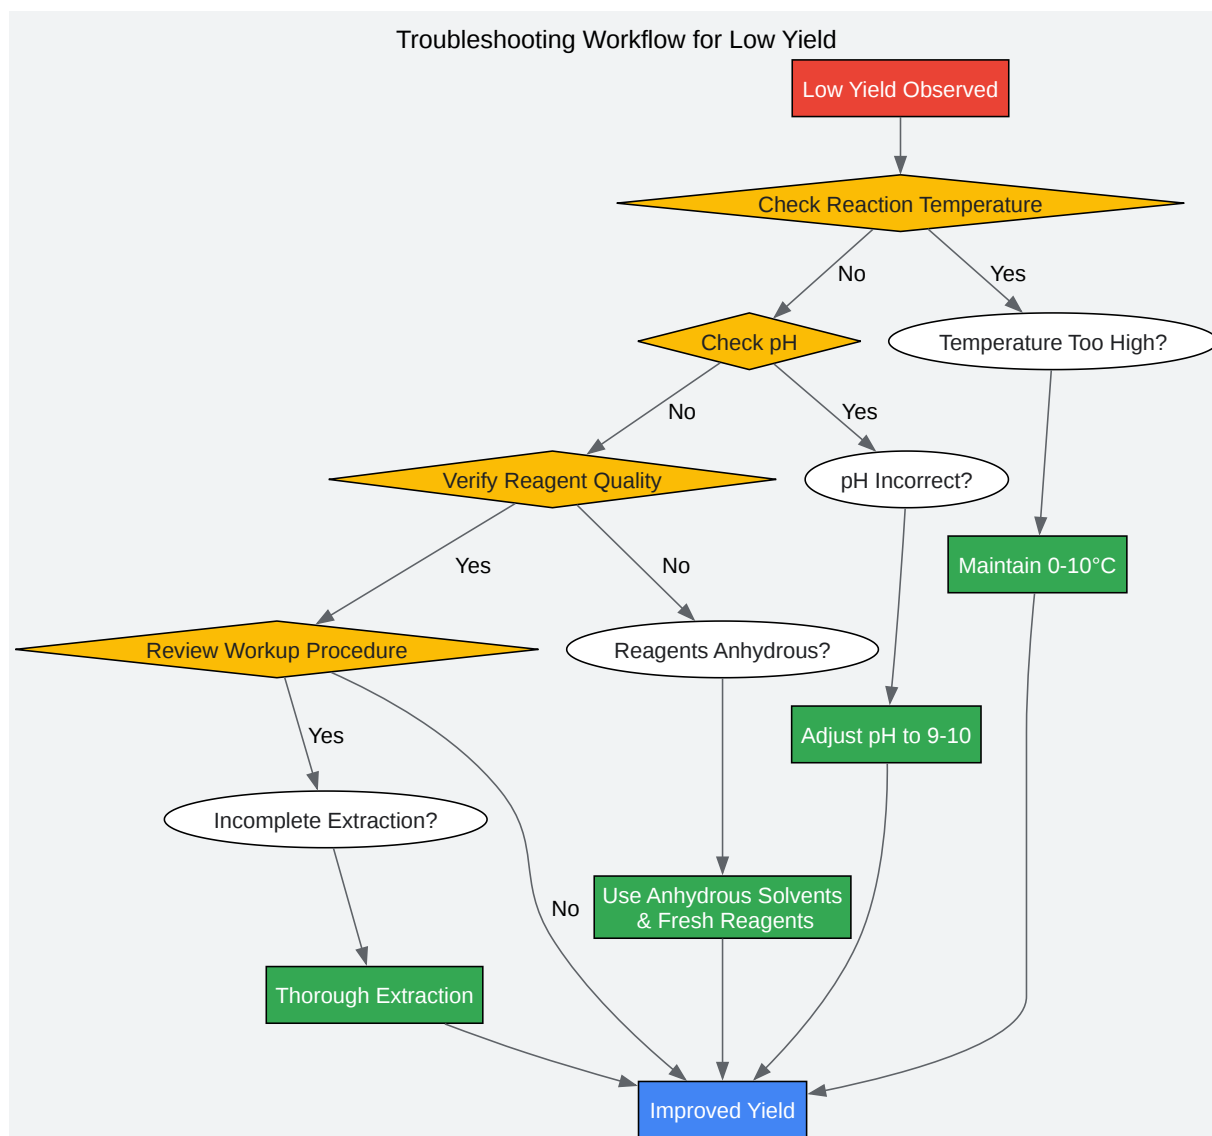 Troubleshooting Workflow for Low Yield
Low Yield Observed
Check Reaction Temperature
No
Yes
Check pH
Temperature Too High?
No
Yes
Verify Reagent Quality
pH Incorrect?
Maintain 0-10°C
Yes
No
Review Workup Procedure
Reagents Anhydrous?
Adjust pH to 9-10
Yes
Incomplete Extraction?
Use Anhydrous Solvents
& Fresh Reagents
No
Thorough Extraction
Improved Yield